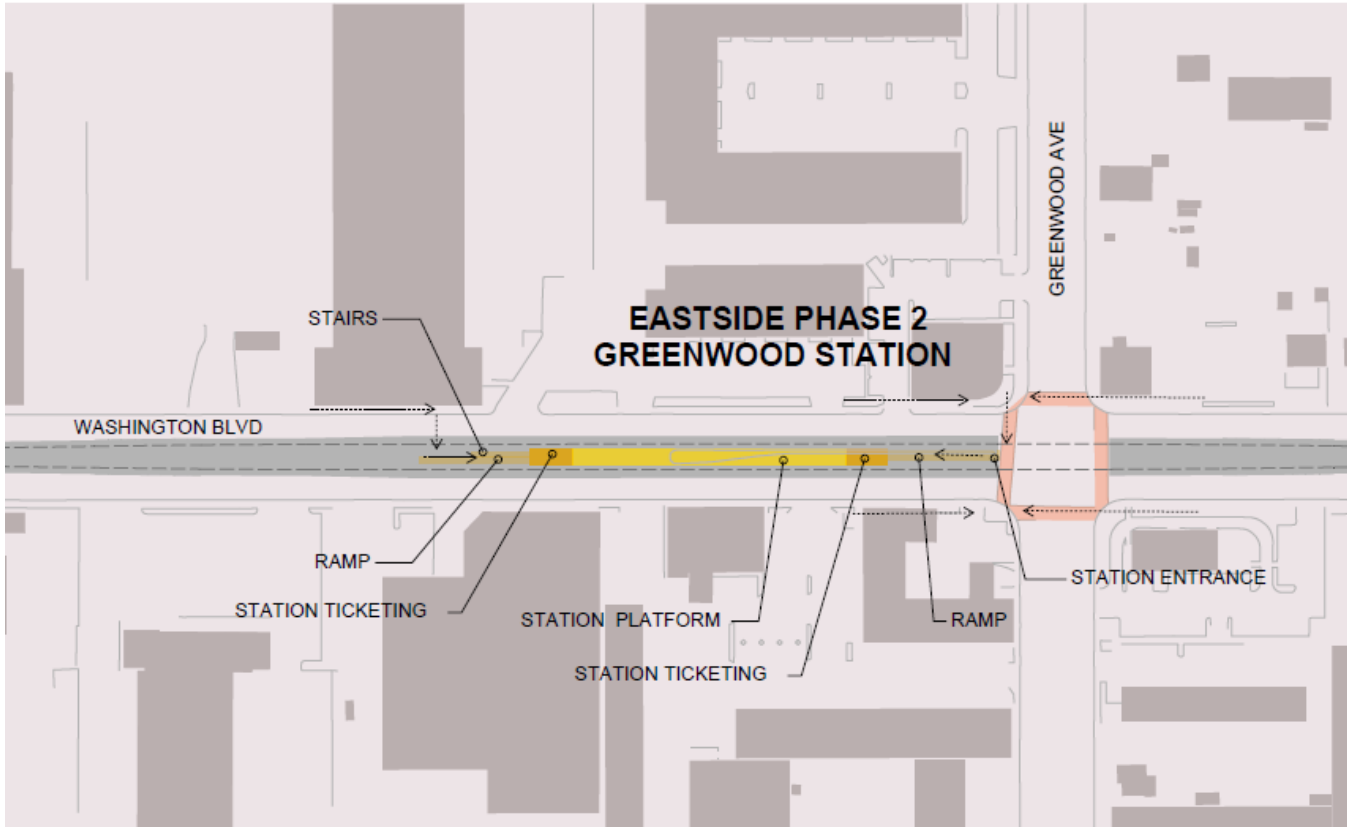 GREENWOOD AVE
STAIRS
EASTSIDE PHASE 2
GREENWOOD STATION
WASHINGTON BLVD
RAMP
STATION ENTRANCE
STATION TICKETING
STATION PLATFORM
RAMP
STATION TICKETING